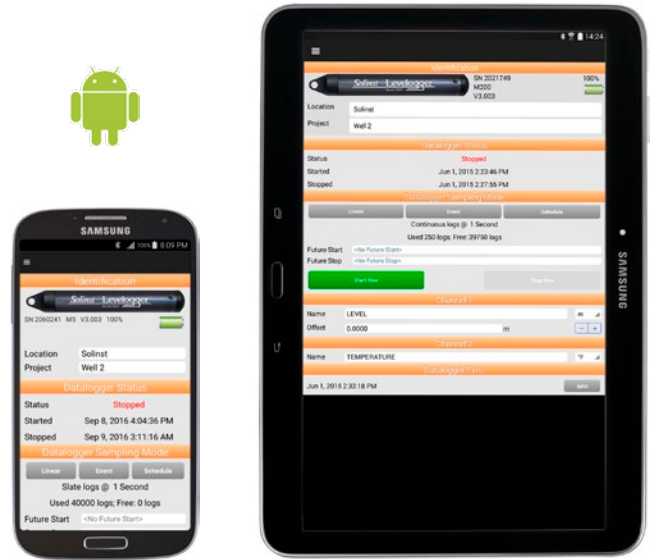 SAMSUNG
100% 8:09 PM
Identification
Solinst Levelogger
SN 2060241 M5 V3.003 100%
Location Solinst
Project Well 2
Datalogger Status
Status Stopped
Started Sep 8, 2016 4:04:36 PM
Stopped Sep 9, 2016 3:11:16 AM
Datalogger Sampling Mode
Linear Event Schedule
Slate logs @ 1 Second
Used 40000 logs; Free: 0 logs
Future Start <No Future Start>
14:24
Identification
Solinst Levelogger
SN 2021749 100%
M200
V3.003
Location Solinst
Project Well 2
Datalogger Status
Status Stopped
Started Jun 1, 2015 2:23:46 PM
Stopped Jun 1, 2015 2:27:55 PM
Datalogger Sampling Mode
Linear Event Schedule
Continuous logs @ 1 Second
Used 250 logs; Free: 39750 logs
Future Start <No Future Start>
Future Stop <No Future Stop>
Start Now Stop Now
Channel 1
Name LEVEL m
Offset 0.0000 m - +
Channel 2
Name TEMPERATURE °F
Datalogger Time
Jun 1, 2015 2:33:18 PM
SAMSUNG